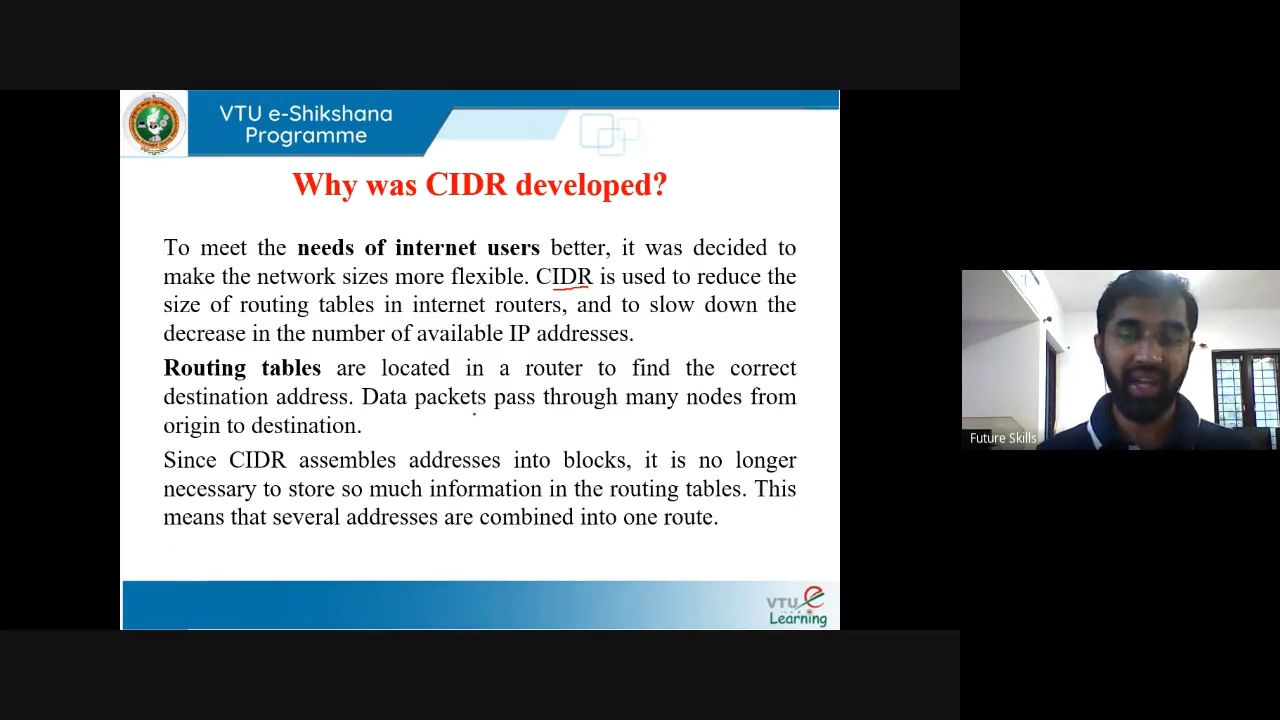 VTU e-Shikshana
Programme
Why was CIDR developed?
To meet the needs of internet users better, it was decided to
make the network sizes more flexible. CIDR is used to reduce the
size of routing tables in internet routers, and to slow down the
decrease in the number of available IP addresses.
Routing tables are located in a router to find the correct
destination address. Data packets pass through many nodes from
origin to destination.
Since CIDR assembles addresses into blocks, it is no longer
necessary to store so much information in the routing tables. This
means that several addresses are combined into one route.
VTU e
Learning
Future Skills